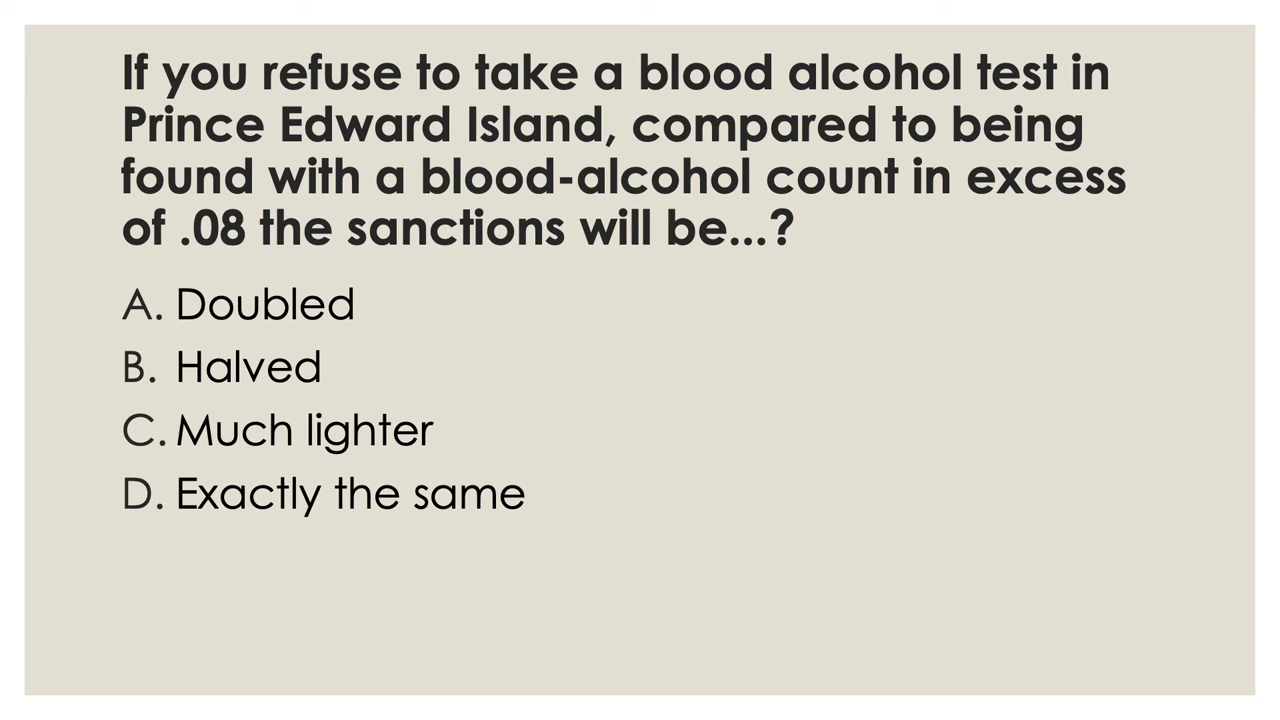 If you refuse to take a blood alcohol test in
Prince Edward Island, compared to being
found with a blood-alcohol count in excess
of .08 the sanctions will be...?
A. Doubled
B. Halved
C. Much lighter
D. Exactly the same